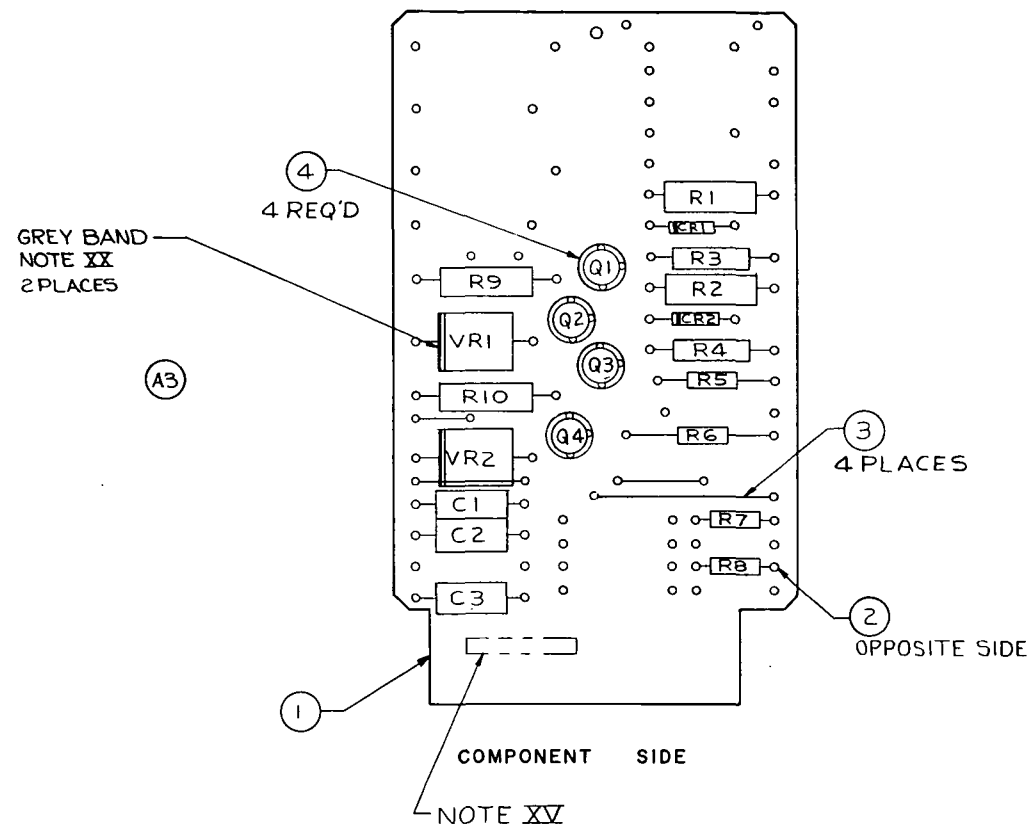 4
4 REQ'D
GREY BAND
NOTE XX
2 PLACES
A3
R1
CR1
Q1
R3
R9
R2
Q2
CR2
VR1
R4
Q3
R5
R10
Q4
R6
3
4 PLACES
VR2
C1
R7
C2
R8
C3
2
OPPOSITE SIDE
1
COMPONENT SIDE
NOTE XV